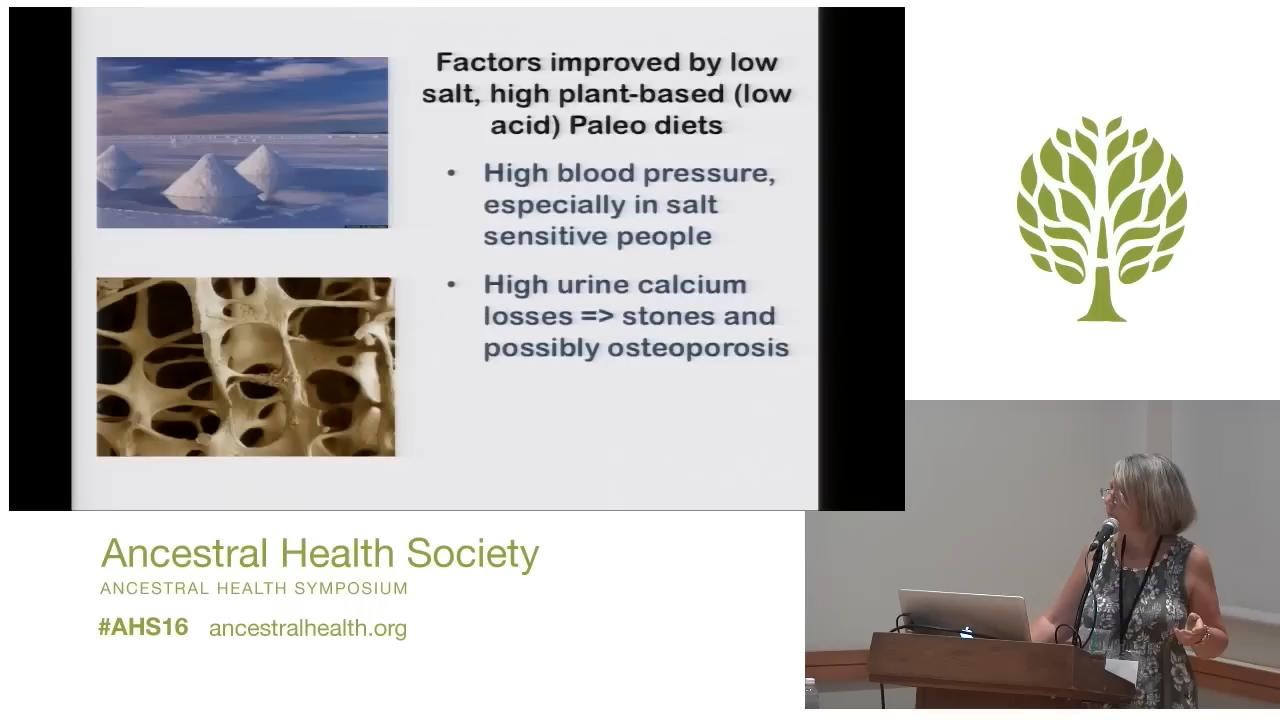 Factors improved by low
salt, high plant-based (low
acid) Paleo diets
• High blood pressure,
especially in salt
sensitive people
• High urine calcium
losses => stones and
possibly osteoporosis
Ancestral Health Society
ANCESTRAL HEALTH SYMPOSIUM
#AHS16 ancestralhealth.org